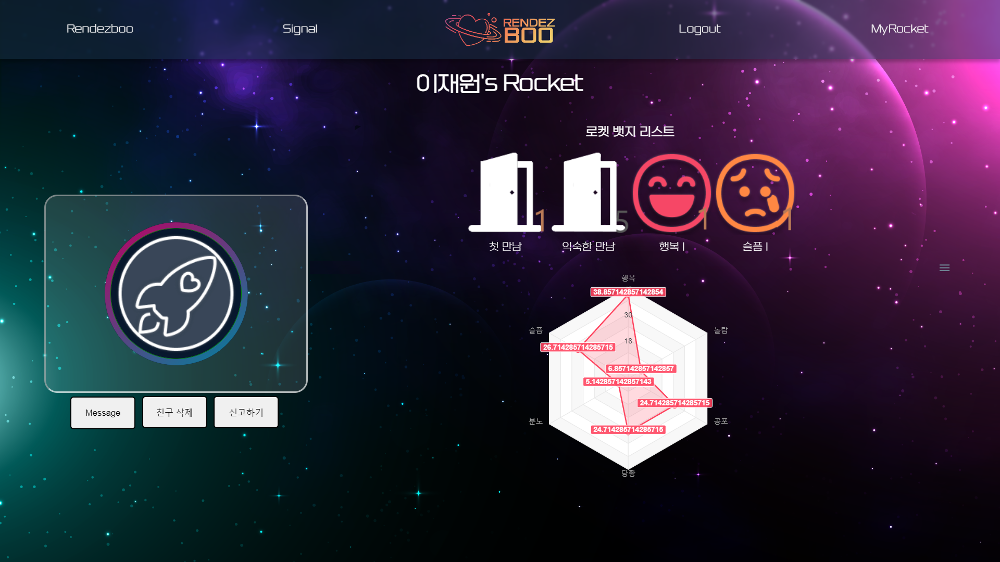 Rendezboo
Signal
RENDEZ
BOO
Logout
MyRocket
이재원's Rocket
로켓 뱃지 리스트
1
5
1
1
첫 만남
익숙한 만남
행복 I
슬픔 I
행복
38.857142857142854
30
슬픔
놀람
18
26.714285714285715
6.857142857142857
5.142857142857143
24.714285714285715
Message
친구 삭제
신고하기
분노
공포
24.714285714285715
당황